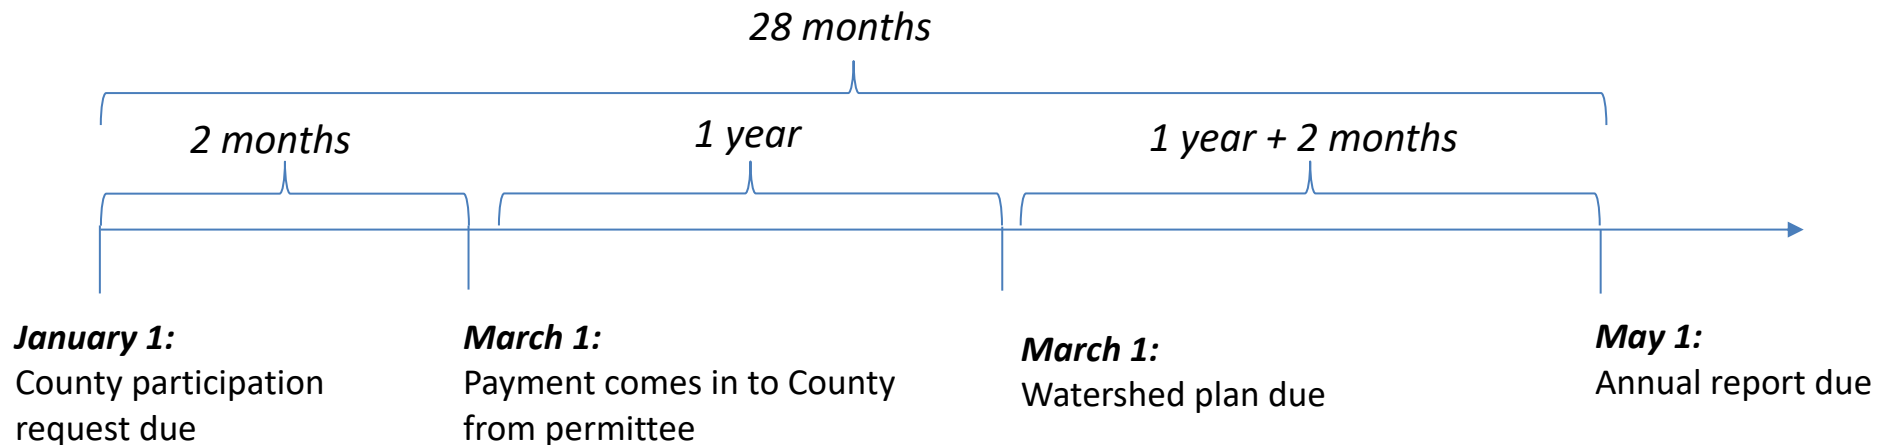 28 months
2 months
1 year
1 year + 2 months
January 1:
County participation
request due
March 1:
Payment comes in to County
from permittee
March 1:
Watershed plan due
May 1:
Annual report due